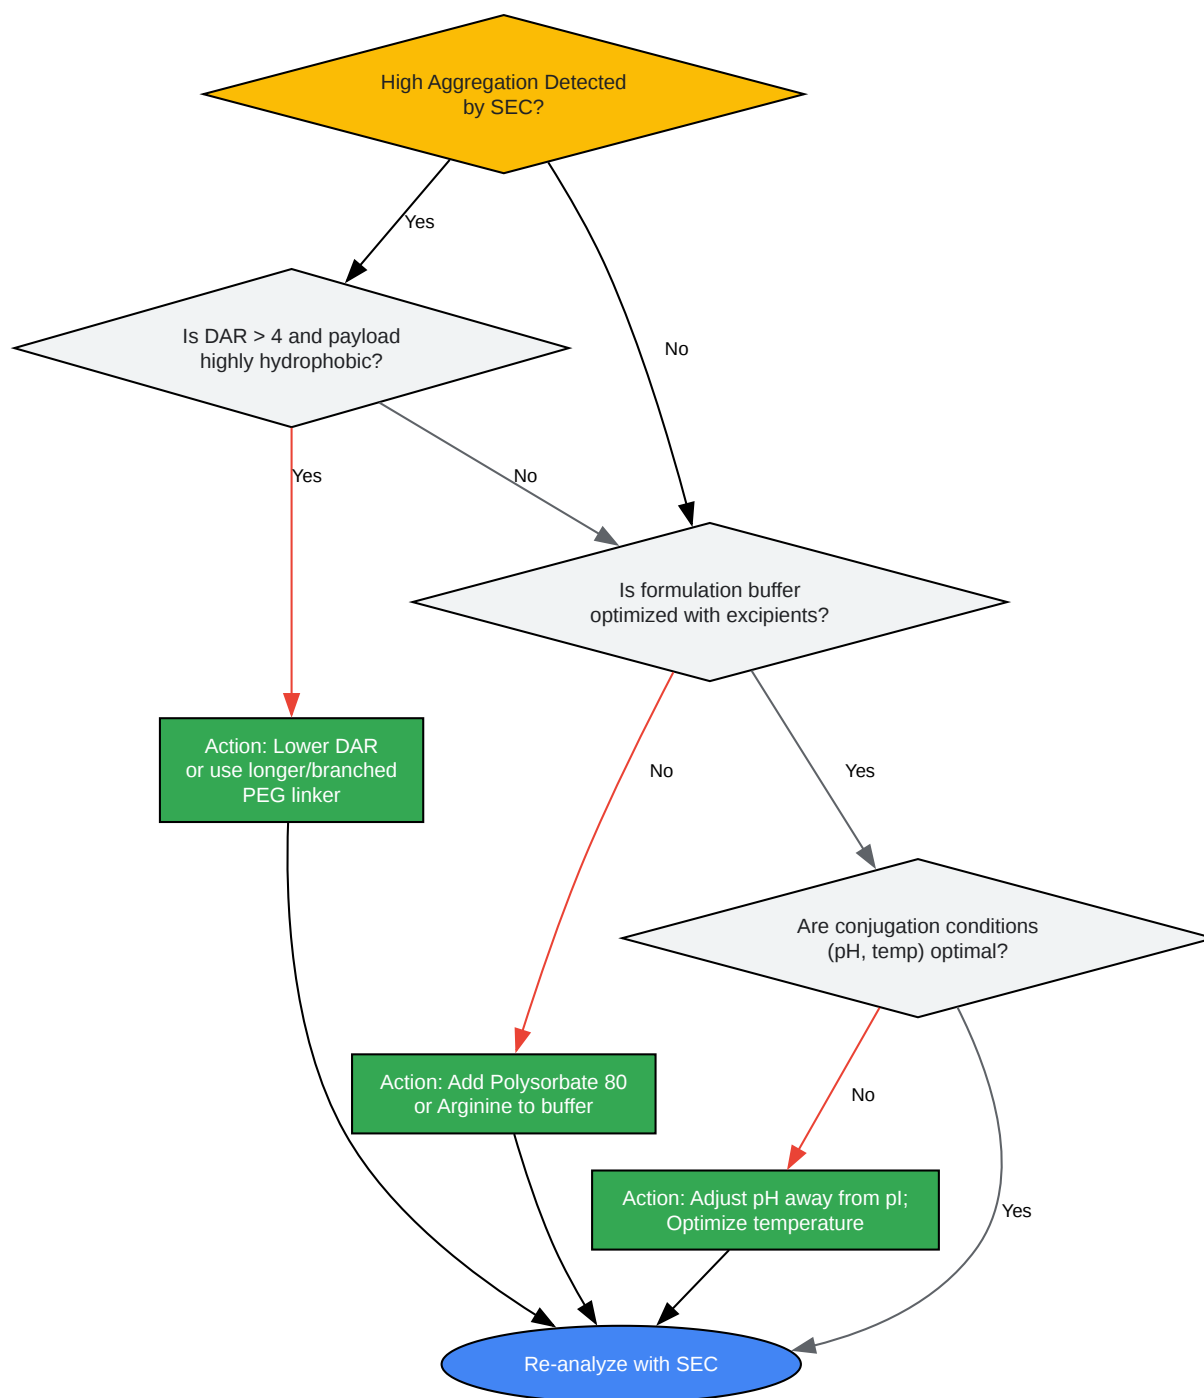 High Aggregation Detected
by SEC?
Yes
No
Is DAR > 4 and payload
highly hydrophobic?
Yes
No
Is formulation buffer
optimized with excipients?
No
Yes
Action: Lower DAR
or use longer/branched
PEG linker
Are conjugation conditions
(pH, temp) optimal?
Action: Add Polysorbate 80
or Arginine to buffer
No
Yes
Action: Adjust pH away from pI;
Optimize temperature
Re-analyze with SEC